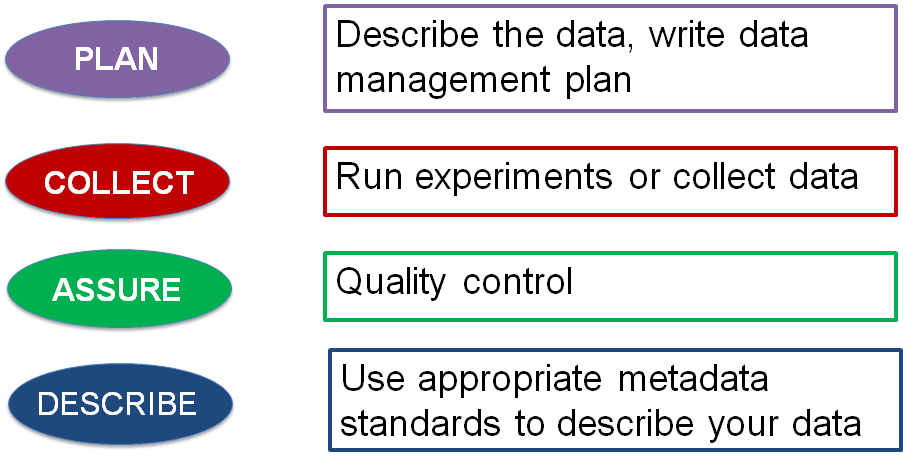 PLAN
Describe the data, write data
management plan
COLLECT
Run experiments or collect data
ASSURE
Quality control
DESCRIBE
Use appropriate metadata
standards to describe your data